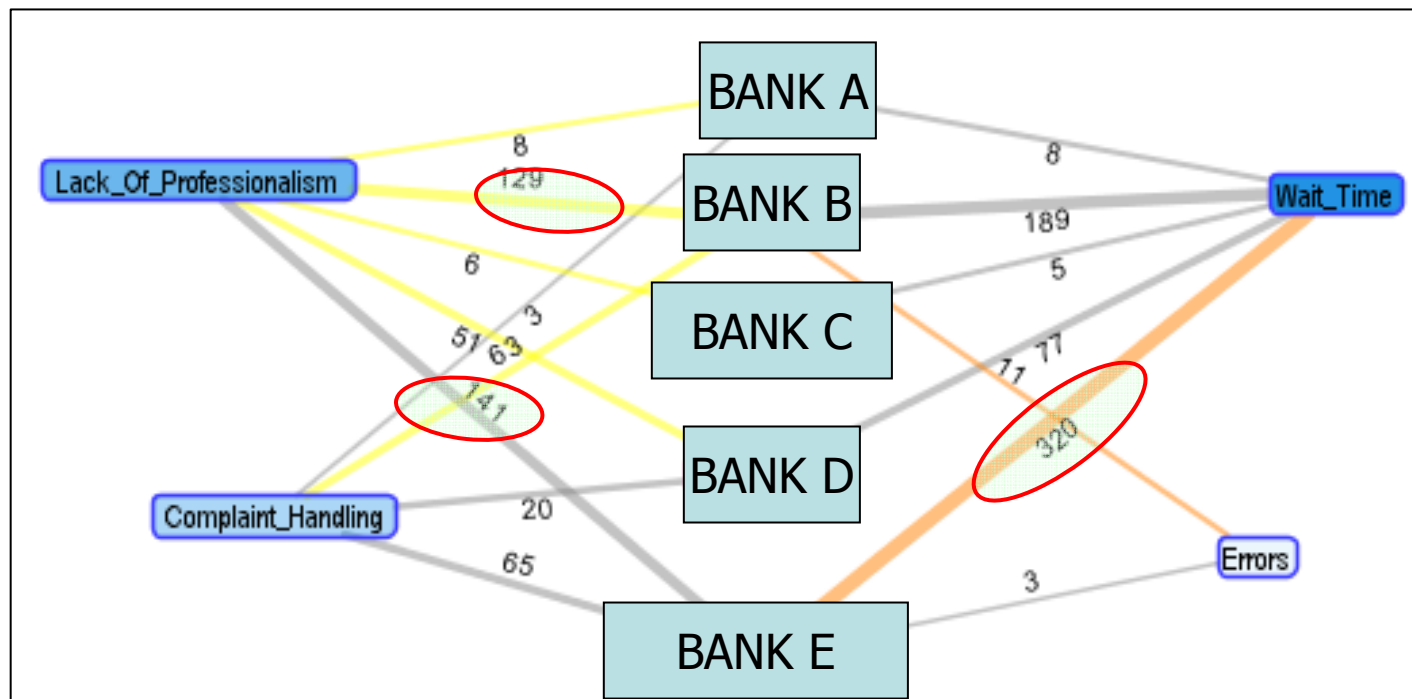 BANK A
8
8
Lack_Of_Professionalism
129
BANK B
Wait_Time
189
6
5
3
BANK C
51
63
77
11
141
320
BANK D
20
Complaint_Handling
65
Errors
3
BANK E